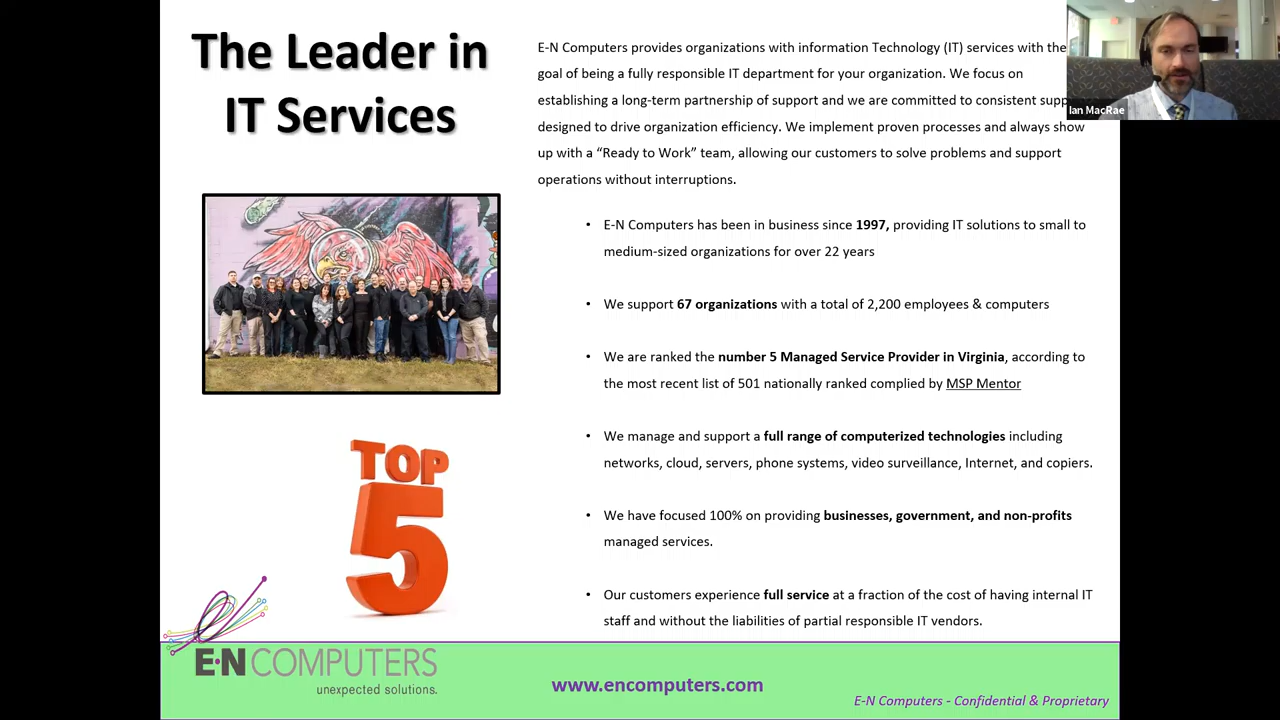 The Leader in
IT Services
E-N Computers provides organizations with information Technology (IT) services with the
goal of being a fully responsible IT department for your organization. We focus on
establishing a long-term partnership of support and we are committed to consistent
designed to drive organization efficiency. We implement proven processes and always show
up with a “Ready to Work” team, allowing our customers to solve problems and support
operations without interruptions.
Ian MacRae
• E-N Computers has been in business since 1997, providing IT solutions to small to
medium-sized organizations for over 22 years
• We support 67 organizations with a total of 2,200 employees & computers
• We are ranked the number 5 Managed Service Provider in Virginia, according to
the most recent list of 501 nationally ranked complied by MSP Mentor
• We manage and support a full range of computerized technologies including
networks, cloud, servers, phone systems, video surveillance, Internet, and copiers.
• We have focused 100% on providing businesses, government, and non-profits
managed services.
• Our customers experience full service at a fraction of the cost of having internal IT
staff and without the liabilities of partial responsible IT vendors.
TOP
5
E·N COMPUTERS
unexpected solutions.
www.encomputers.com
E-N Computers - Confidential & Proprietary